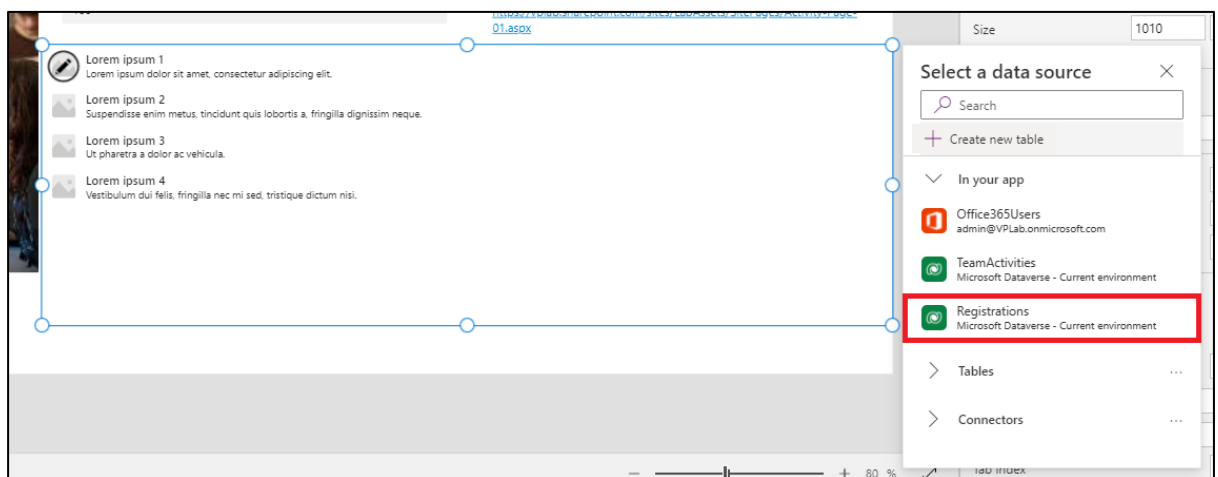 https://vplab.sharepoint.com/sites/LabAssets/SitePages/Activity-Page-
01.aspx
Lorem ipsum 1
Lorem ipsum dolor sit amet, consectetur adipiscing elit.
Lorem ipsum 2
Suspendisse enim metus, tincidunt quis lobortis a, fringilla dignissim neque.
Lorem ipsum 3
Ut pharetra a dolor ac vehicula.
Lorem ipsum 4
Vestibulum dui felis, fringilla nec mi sed, tristique dictum nisi.
Size
1010
Select a data source
Search
Create new table
In your app
Office365Users
admin@VPLab.onmicrosoft.com
TeamActivities
Microsoft Dataverse - Current environment
Registrations
Microsoft Dataverse - Current environment
Tables
...
Connectors
...
80 %
Tab index